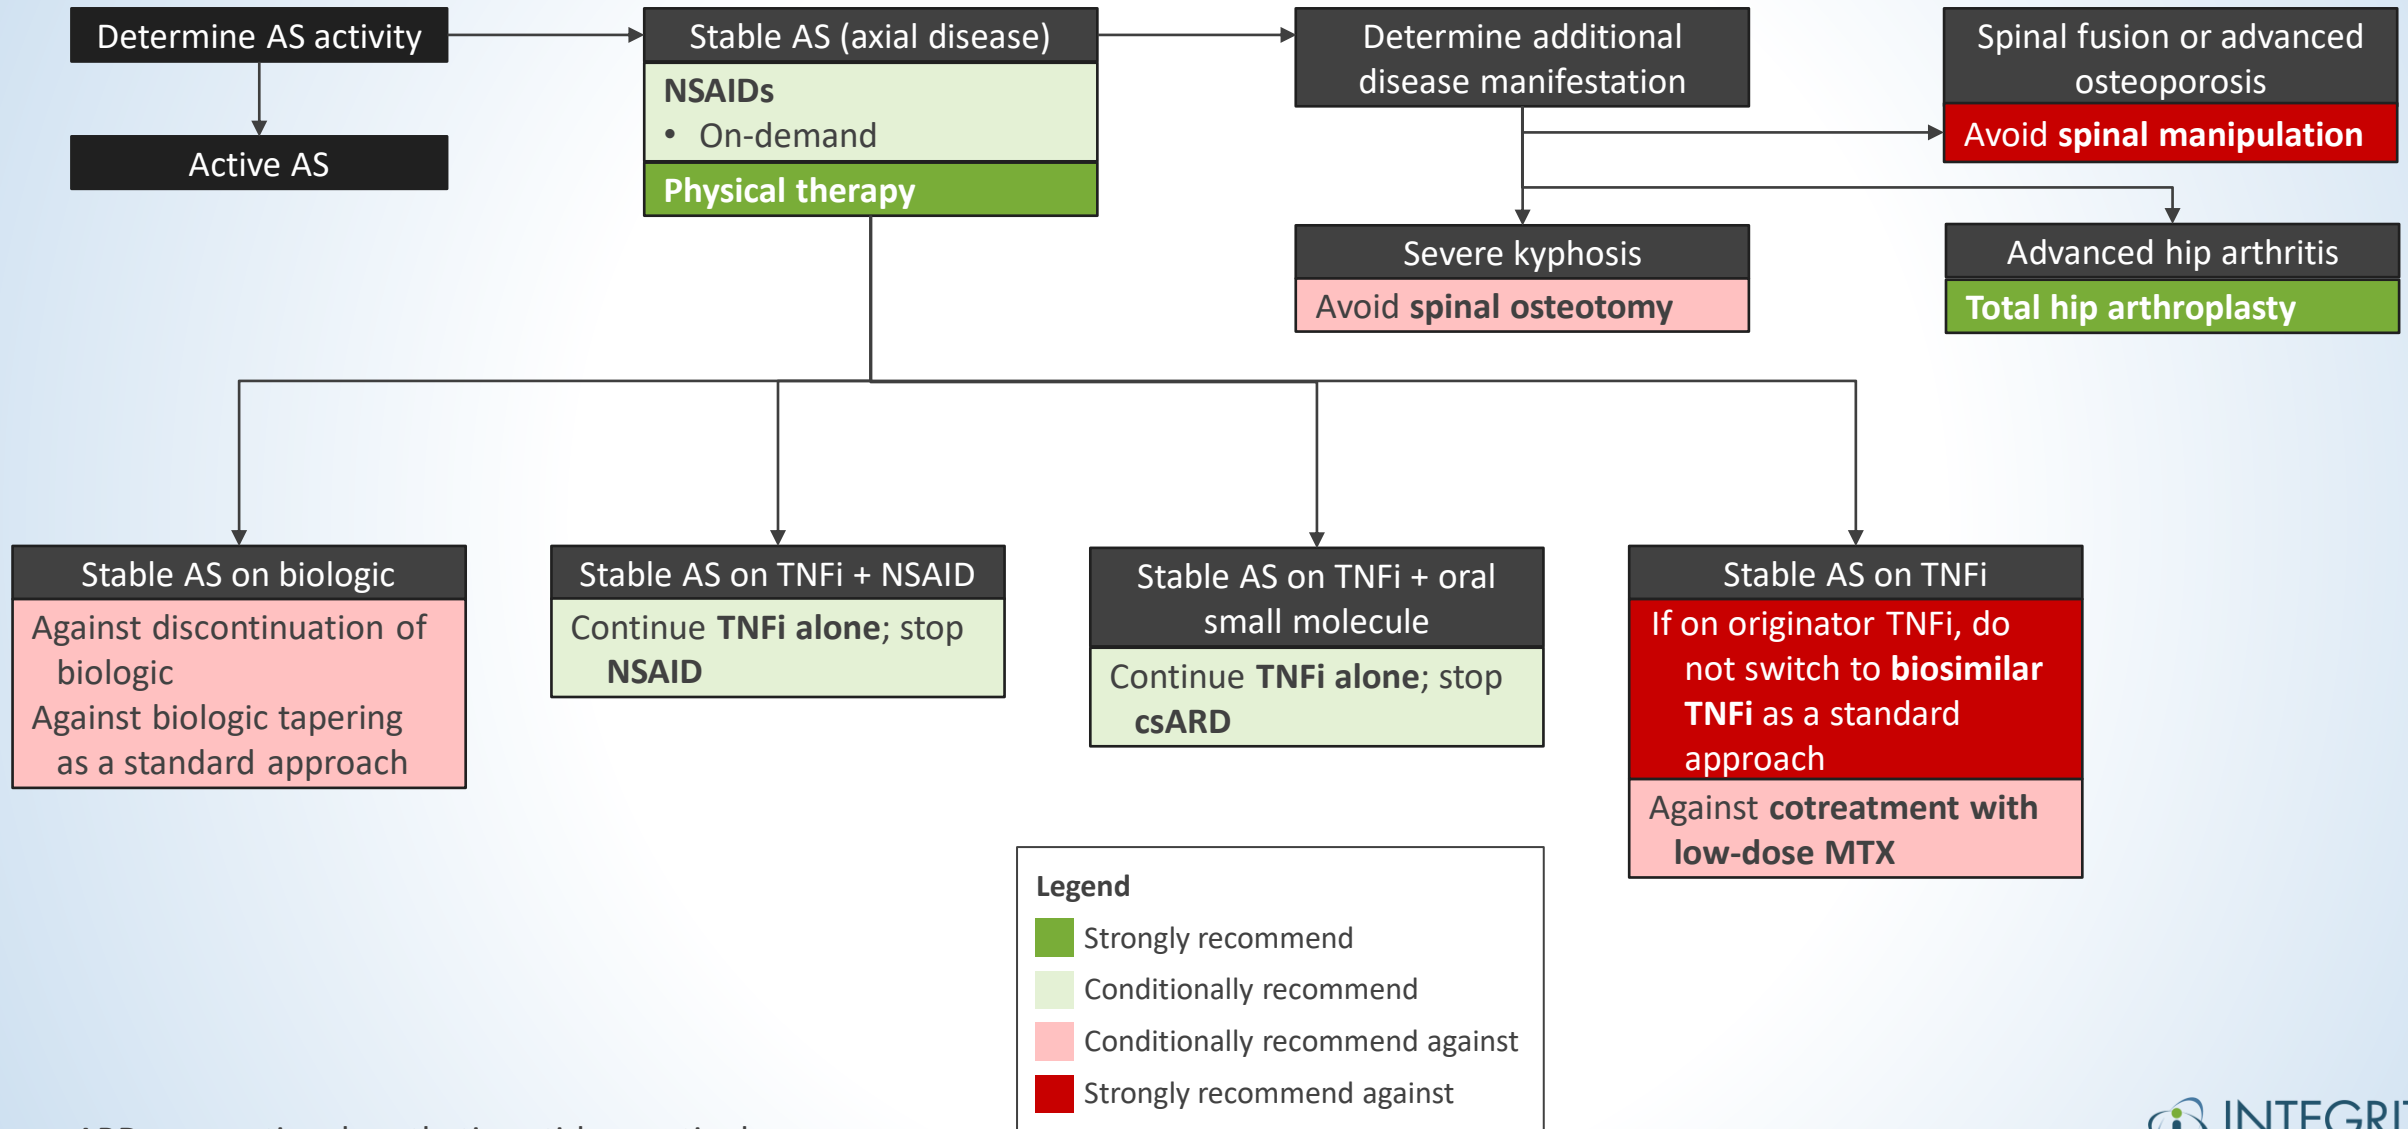 Determine AS activity
Active AS
Stable AS (axial disease)
NSAIDs
• On-demand
Physical therapy
Determine additional
disease manifestation
Spinal fusion or advanced
osteoporosis
Avoid spinal manipulation
Severe kyphosis
Avoid spinal osteotomy
Advanced hip arthritis
Total hip arthroplasty
Stable AS on biologic
Against discontinuation of
biologic
Against biologic tapering
as a standard approach
Stable AS on TNFi + NSAID
Continue TNFi alone; stop
NSAID
Stable AS on TNFi + oral
small molecule
Continue TNFi alone; stop
csARD
Stable AS on TNFi
If on originator TNFi, do
not switch to biosimilar
TNFi as a standard
approach
Against cotreatment with
low-dose MTX
Legend
Strongly recommend
Conditionally recommend
Conditionally recommend against
Strongly recommend against
INTEGRIT